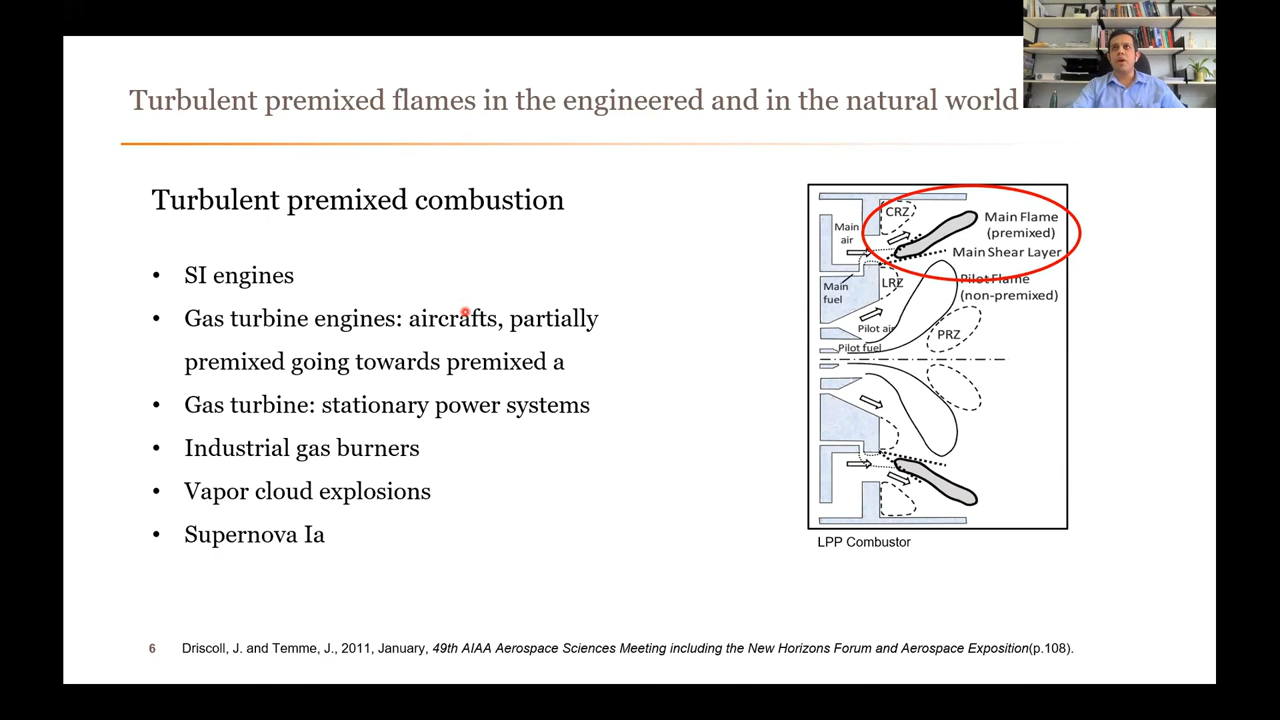 Turbulent premixed flames in the engineered and in the natural world
Turbulent premixed combustion
• SI engines
• Gas turbine engines: aircrafts, partially
premixed going towards premixed a
• Gas turbine: stationary power systems
• Industrial gas burners
• Vapor cloud explosions
• Supernova Ia
CRZ
Main Flame
(premixed)
Main
air
Main Shear Layer
LRZ
Pilot Flame
(non-premixed)
Main
fuel
Pilot air
PRZ
Pilot fuel
LPP Combustor
6 Driscoll, J. and Temme, J., 2011, January, 49th AIAA Aerospace Sciences Meeting including the New Horizons Forum and Aerospace Exposition(p.108).